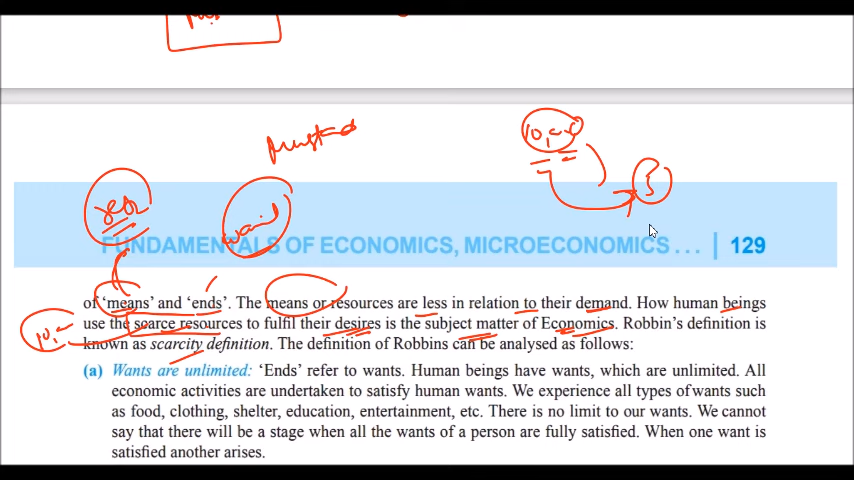 want
FUNDAMENTALS OF ECONOMICS, MICROECONOMICS ... | 129
of ‘means’ and ‘ends’. The means or resources are less in relation to their demand. How human beings
use the scarce resources to fulfil their desires is the subject matter of Economics. Robbin’s definition is
known as scarcity definition. The definition of Robbins can be analysed as follows:
(a) Wants are unlimited: ‘Ends’ refer to wants. Human beings have wants, which are unlimited. All
economic activities are undertaken to satisfy human wants. We experience all types of wants such
as food, clothing, shelter, education, entertainment, etc. There is no limit to our wants. We cannot
say that there will be a stage when all the wants of a person are fully satisfied. When one want is
satisfied another arises.